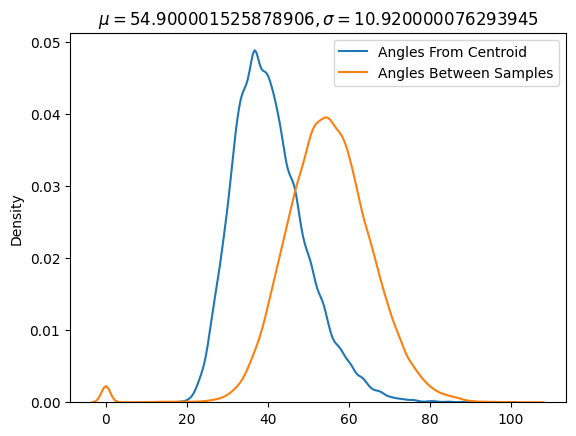 μ = 54.900001525878906, σ = 10.920000076293945
Angles From Centroid
Angles Between Samples
Density
0.05
0.04
0.03
0.02
0.01
0.00
0 20 40 60 80 100